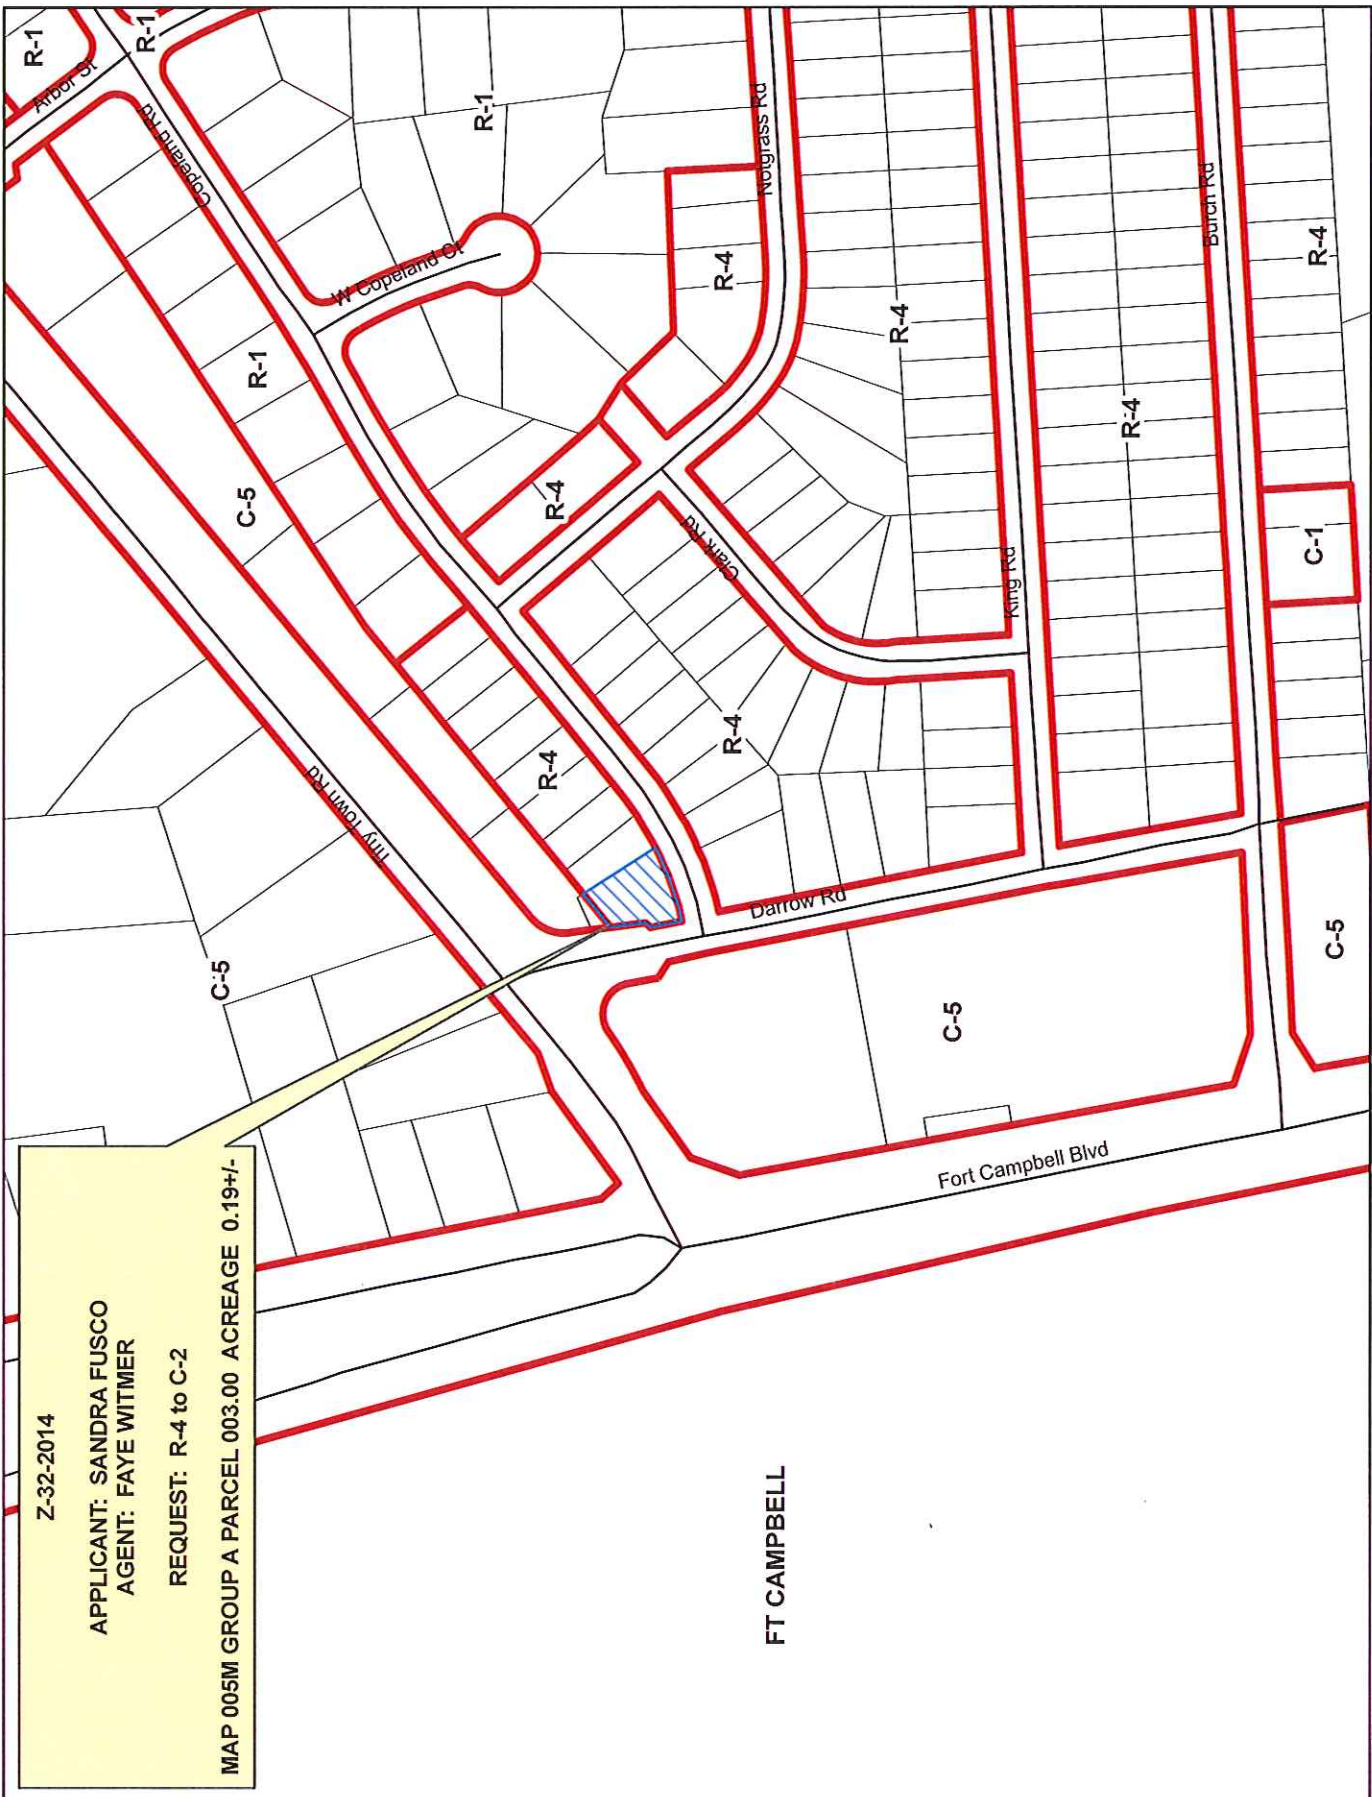 Z-32-2014
APPLICANT: SANDRA FUSCO
AGENT: FAYE WITMER
REQUEST: R-4 to C-2
MAP 005M GROUP A PARCEL 003.00 ACREAGE 0.19+/-
R-1
Arbor St
R-1
Copeland Rd
R-1
W Copeland Ct
R-1
C-5
Tiny Town Rd
C-5
R-4
R-4
R-4
Notgrass Rd
Clark Rd
R-4
R-4
King Rd
R-4
Burch Rd
R-4
C-1
Darrow Rd
C-5
C-5
Fort Campbell Blvd
FT CAMPBELL